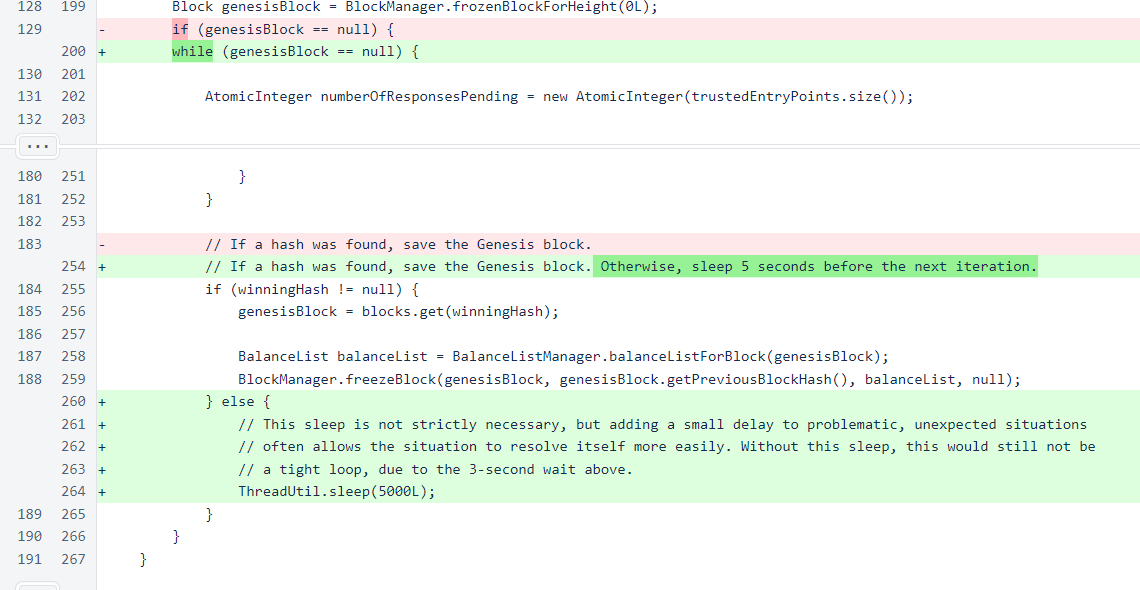 128 199 Block genesisBlock = BlockManager.frozenBlockForHeight(0L);
129 - if (genesisBlock == null) {
200 + while (genesisBlock == null) {
130 201
131 202 AtomicInteger numberOfResponsesPending = new AtomicInteger(trustedEntryPoints.size());
132 203
...
180 251 }
181 252 }
182 253
183 - // If a hash was found, save the Genesis block.
254 + // If a hash was found, save the Genesis block. Otherwise, sleep 5 seconds before the next iteration.
184 255 if (winningHash != null) {
185 256 genesisBlock = blocks.get(winningHash);
186 257
187 258 BalanceList balanceList = BalanceListManager.balanceListForBlock(genesisBlock);
188 259 BlockManager.freezeBlock(genesisBlock, genesisBlock.getPreviousBlockHash(), balanceList, null);
260 + } else {
261 + // This sleep is not strictly necessary, but adding a small delay to problematic, unexpected situations
262 + // often allows the situation to resolve itself more easily. Without this sleep, this would still not be
263 + // a tight loop, due to the 3-second wait above.
264 + ThreadUtil.sleep(5000L);
189 265 }
190 266 }
191 267 }